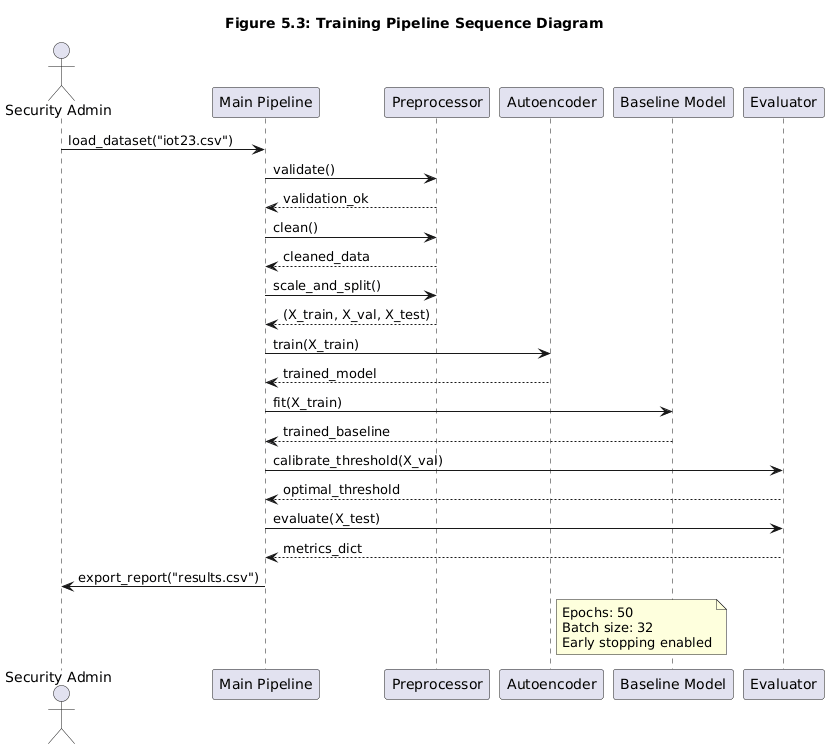 Figure 5.3: Training Pipeline Sequence Diagram
Security Admin
Main Pipeline
Preprocessor
Autoencoder
Baseline Model
Evaluator
load_dataset("iot23.csv")
validate()
validation_ok
clean()
cleaned_data
scale_and_split()
(X_train, X_val, X_test)
train(X_train)
trained_model
fit(X_train)
trained_baseline
calibrate_threshold(X_val)
optimal_threshold
evaluate(X_test)
metrics_dict
export_report("results.csv")
Epochs: 50
Batch size: 32
Early stopping enabled
Security Admin
Main Pipeline
Preprocessor
Autoencoder
Baseline Model
Evaluator